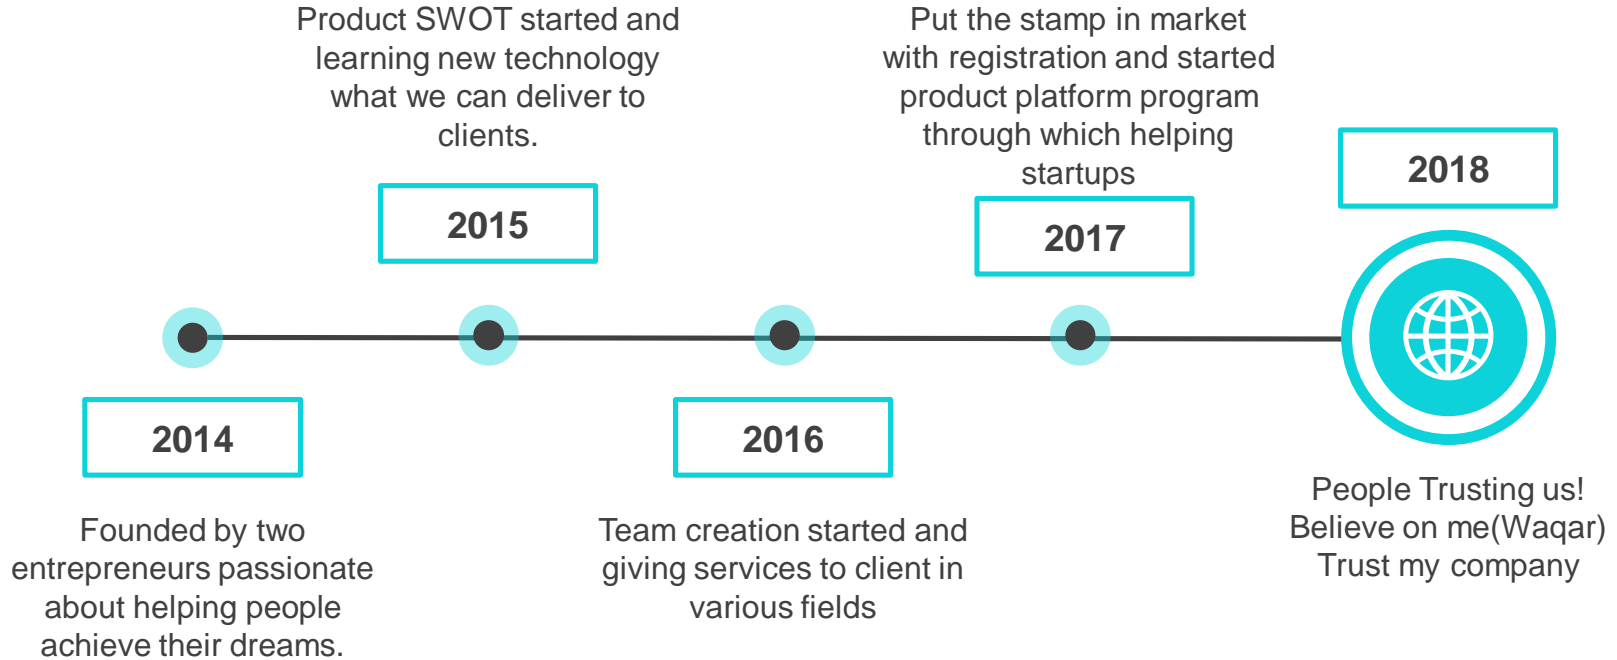 Product SWOT started and
learning new technology
what we can deliver to
clients.
2015
Put the stamp in market
with registration and started
product platform program
through which helping
startups
2017
2018
2014
Founded by two
entrepreneurs passionate
about helping people
achieve their dreams.
2016
Team creation started and
giving services to client in
various fields
People Trusting us!
Believe on me(Waqar)
Trust my company